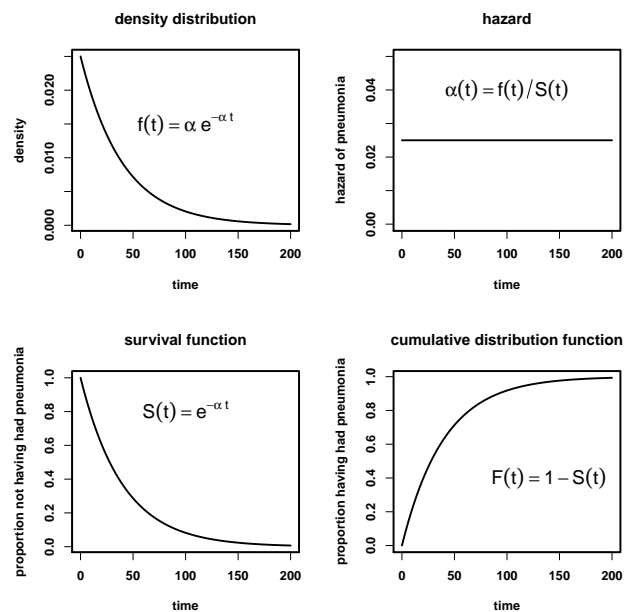 density distribution
density
0.000
0.010
0.020
f(t) = α e^{−α t}
0 50 100 150 200
time
hazard
hazard of pneumonia
0.00
0.02
0.04
α(t) = f(t)/S(t)
0 50 100 150 200
time
survival function
proportion not having had pneumonia
0.0
0.2
0.4
0.6
0.8
1.0
S(t) = e^{−α t}
0 50 100 150 200
time
cumulative distribution function
proportion having had pneumonia
0.0
0.2
0.4
0.6
0.8
1.0
F(t) = 1 − S(t)
0 50 100 150 200
time